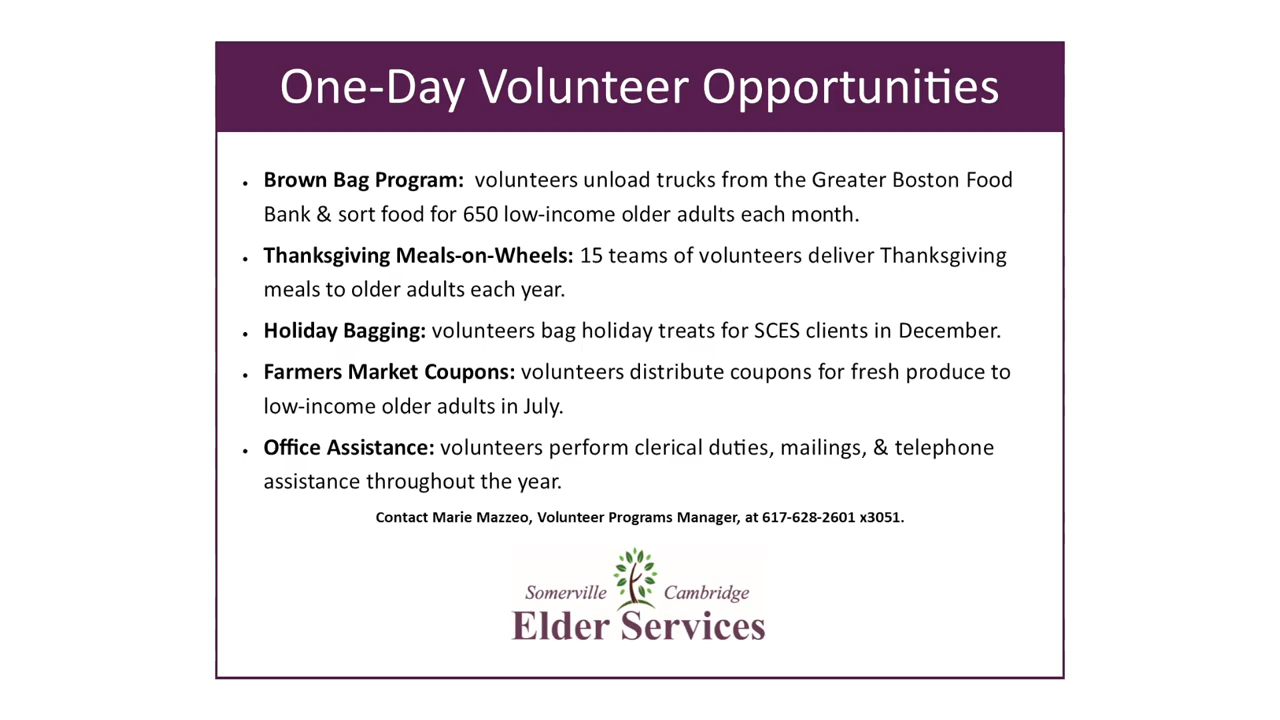 One-Day Volunteer Opportunities
• Brown Bag Program: volunteers unload trucks from the Greater Boston Food
Bank & sort food for 650 low-income older adults each month.
• Thanksgiving Meals-on-Wheels: 15 teams of volunteers deliver Thanksgiving
meals to older adults each year.
• Holiday Bagging: volunteers bag holiday treats for SCES clients in December.
• Farmers Market Coupons: volunteers distribute coupons for fresh produce to
low-income older adults in July.
• Office Assistance: volunteers perform clerical duties, mailings, & telephone
assistance throughout the year.
Contact Marie Mazzeo, Volunteer Programs Manager, at 617-628-2601 x3051.
Somerville Cambridge
Elder Services